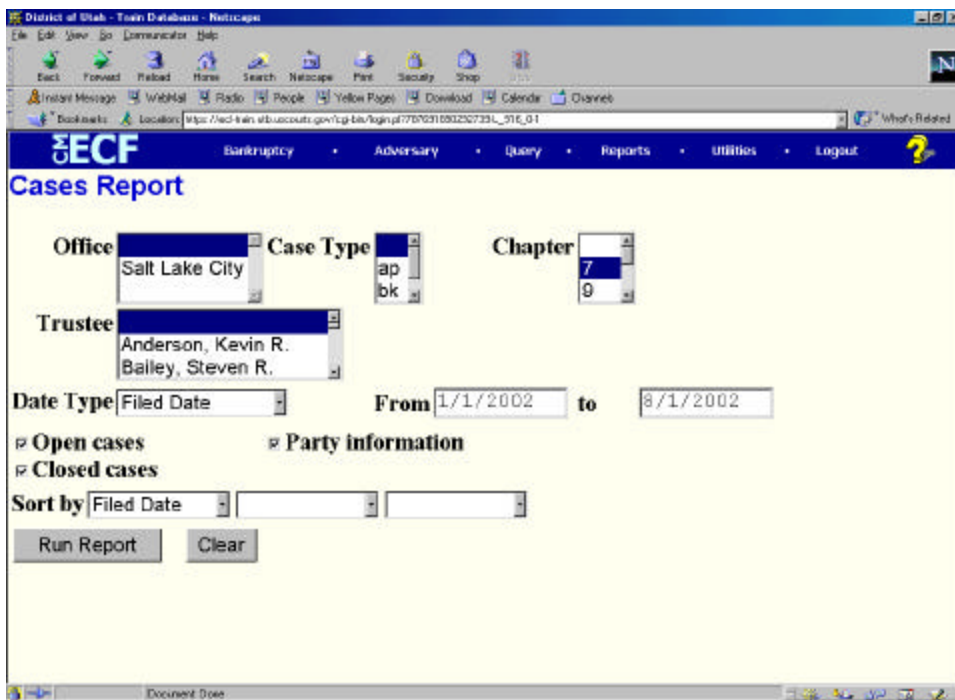 District of Utah - Train Database - Netscape
File Edit View Go Communicator Help
Back Forward Reload Home Search Netscape Print Security Shop
Instant Message WebMail Radio People Yellow Pages Download Calendar Channels
Bookmarks Location: What's Related
CM ECF Bankruptcy • Adversary • Query • Reports • Utilities • Logout ?
Cases Report
Office Case Type Chapter
Salt Lake City ap 7
bk 9
Trustee
Anderson, Kevin R.
Bailey, Steven R.
Date Type Filed Date From 1/1/2002 to 8/1/2002
Open cases Party information
Closed cases
Sort by Filed Date
Run Report Clear
Document Done